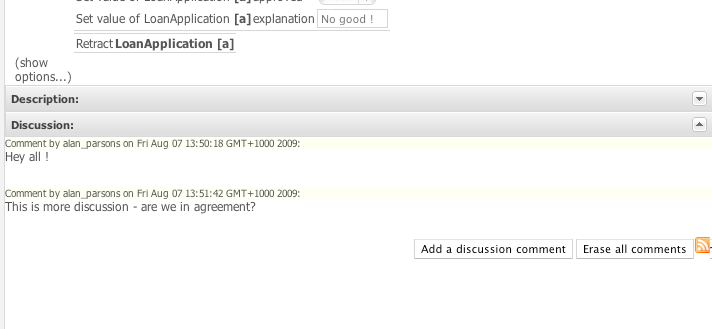 Set value of LoanApplication [a] approved
Set value of LoanApplication [a] explanation No good !
Retract LoanApplication [a]
(show
options...)
Description:
Discussion:
Comment by alan_parsons on Fri Aug 07 13:50:18 GMT+1000 2009:
Hey all !
Comment by alan_parsons on Fri Aug 07 13:51:42 GMT+1000 2009:
This is more discussion - are we in agreement?
Add a discussion comment Erase all comments